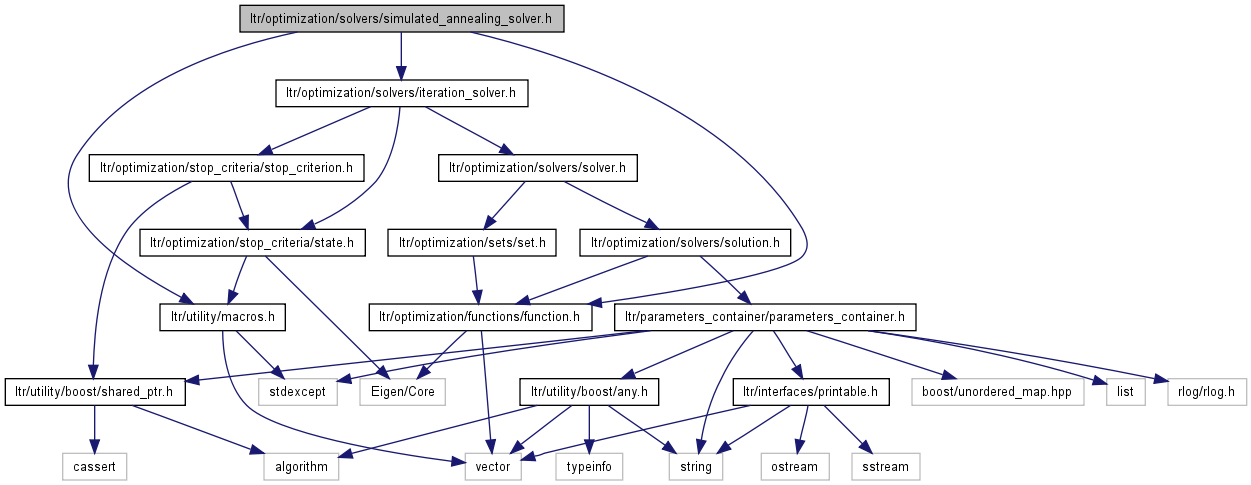 ltr/optimization/solvers/simulated_annealing_solver.h
ltr/optimization/solvers/iteration_solver.h
ltr/optimization/stop_criteria/stop_criterion.h
ltr/optimization/solvers/solver.h
ltr/optimization/stop_criteria/state.h
ltr/optimization/sets/set.h
ltr/optimization/solvers/solution.h
ltr/utility/macros.h
ltr/optimization/functions/function.h
ltr/parameters_container/parameters_container.h
ltr/utility/boost/shared_ptr.h
stdexcept
Eigen/Core
ltr/utility/boost/any.h
ltr/interfaces/printable.h
boost/unordered_map.hpp
list
rlog/rlog.h
cassert
algorithm
vector
typeinfo
string
ostream
sstream